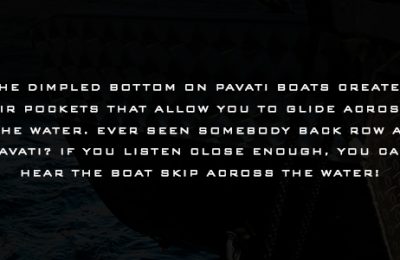 HE DIMPLED BOTTOM ON PAVATI BOATS CREATE
IR POCKETS THAT ALLOW YOU TO GLIDE ACROS
HE WATER. EVER SEEN SOMEBODY BACK ROW A
AVATI? IF YOU LISTEN CLOSE ENOUGH, YOU CA
HEAR THE BOAT SKIP ACROSS THE WATER!